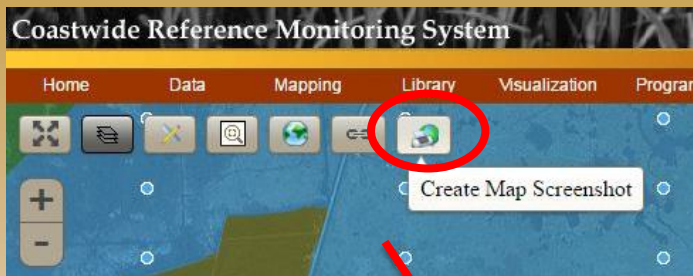 Coastwide Reference Monitoring System
Home Data Mapping Library Visualization Program
Create Map Screenshot
+
-